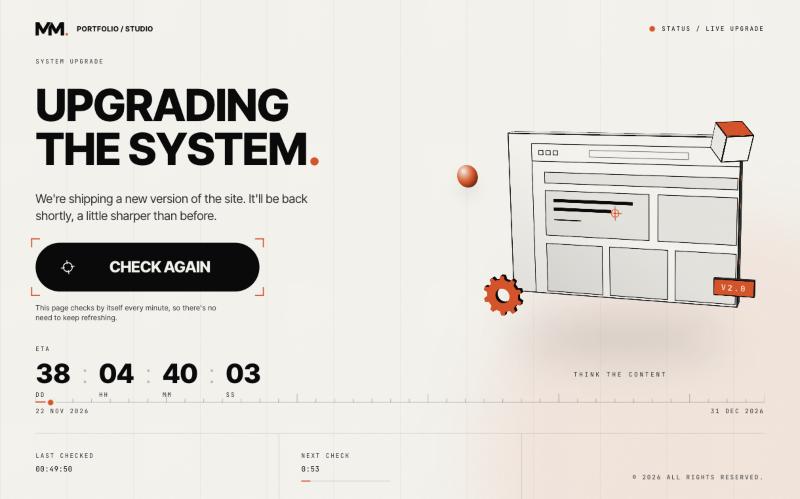 MM. PORTFOLIO / STUDIO
STATUS / LIVE UPGRADE
SYSTEM UPGRADE
UPGRADING
THE SYSTEM.
We're shipping a new version of the site. It'll be back
shortly, a little sharper than before.
CHECK AGAIN
This page checks by itself every minute, so there's no
need to keep refreshing.
V2.0
ETA
38 : 04 : 40 : 03
DD HH MM SS
THINK THE CONTENT
22 NOV 2026
31 DEC 2026
LAST CHECKED
00:49:50
NEXT CHECK
0:53
© 2026 ALL RIGHTS RESERVED.